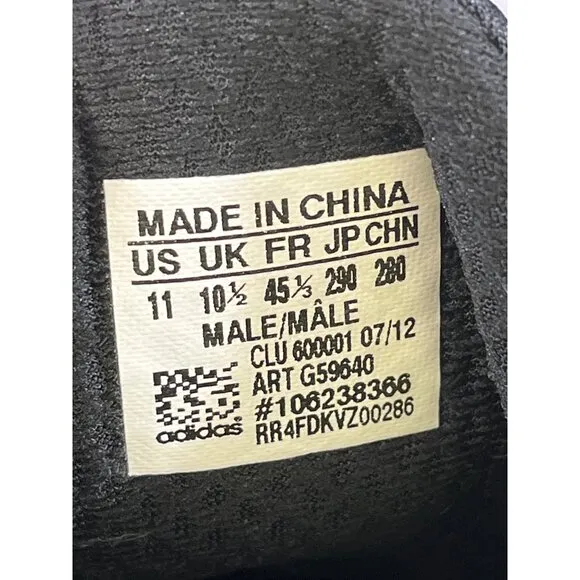 MADE IN CHINA
US UK FR JP CHN
11 10½ 45⅓ 290 280
MALE/MÂLE
CLU 600001 07/12
ART G59640
#106238366
RR4FDKVZ00286
adidas